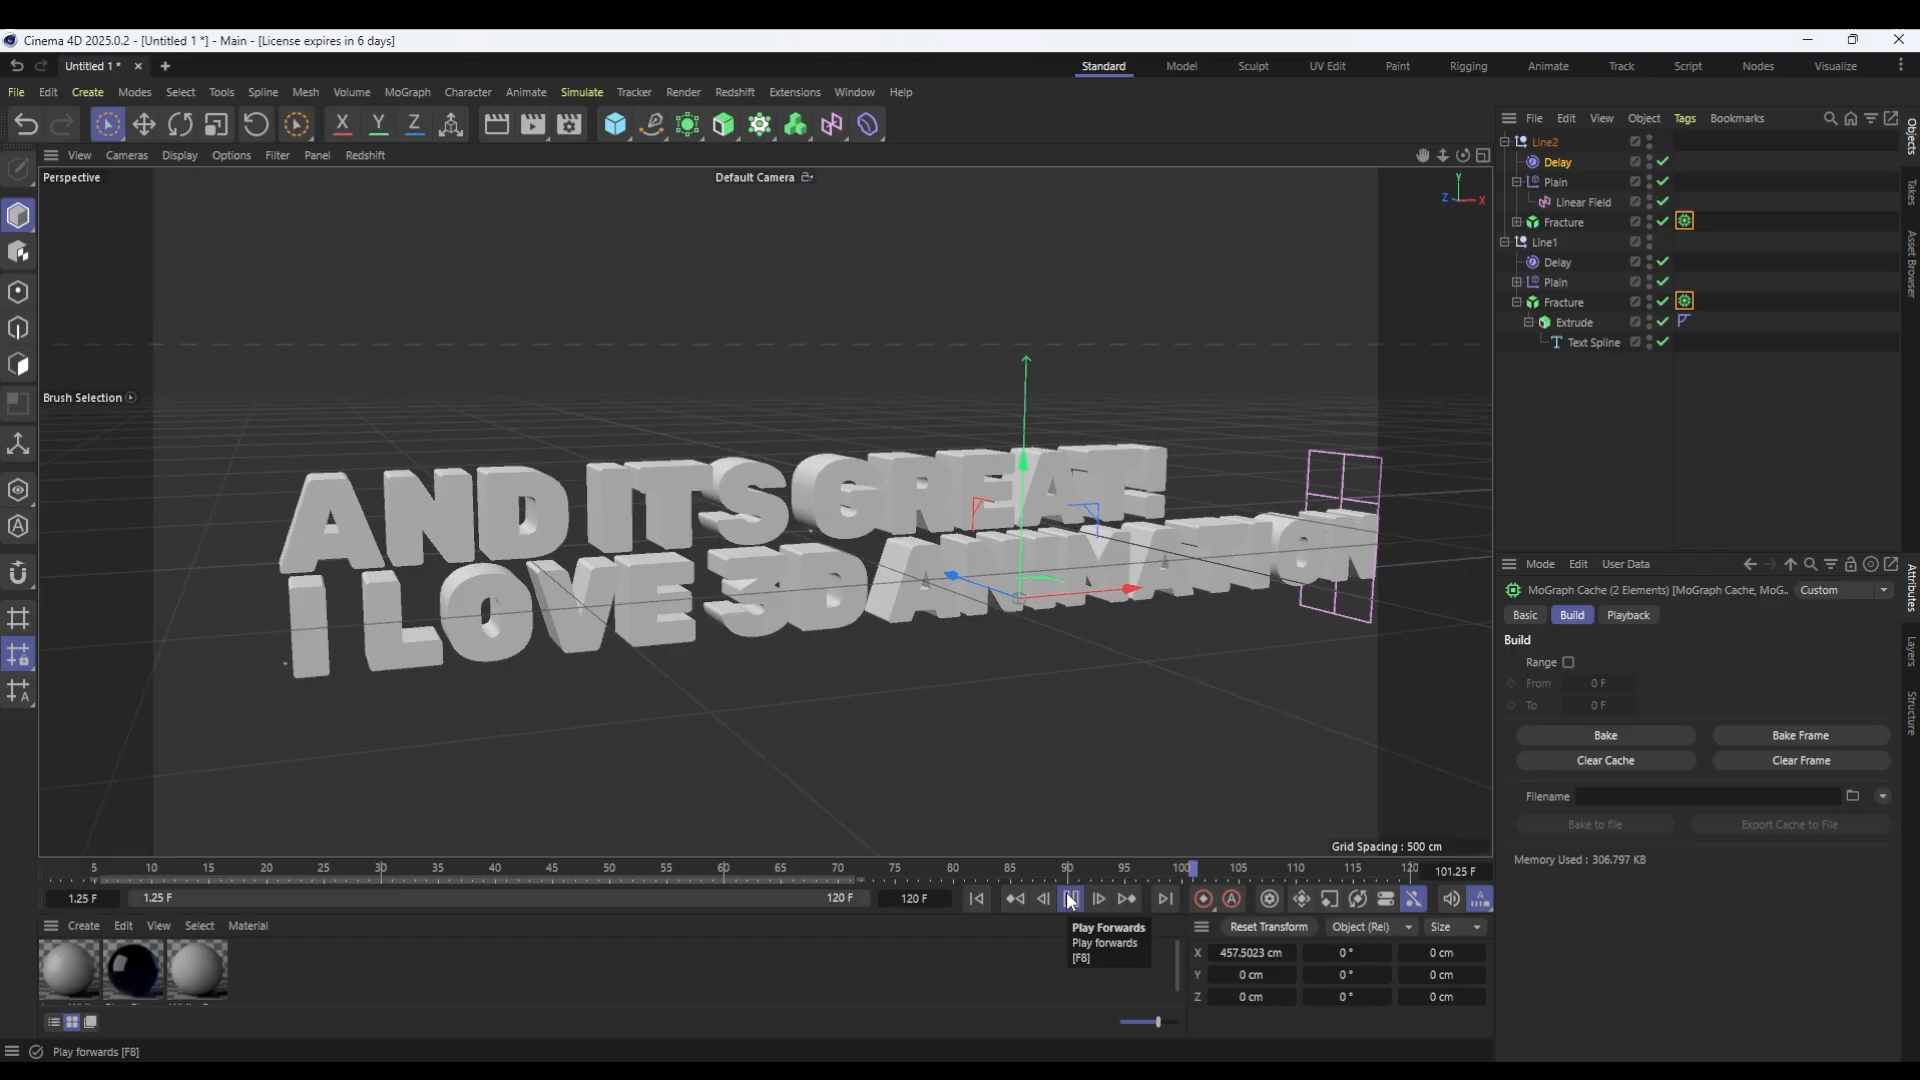 Cinema 4D 2025.0.2 - [Untitled 1 *] - Main - [License expires in 6 days]
Untitled 1 *
Standard Model Sculpt UV Edit Paint Rigging Animate Track Script Nodes Visualize
File Edit Create Modes Select Tools Spline Mesh Volume MoGraph Character Animate Simulate Tracker Render Redshift Extensions Window Help
X Y Z
File Edit View Object Tags Bookmarks
View Cameras Display Options Filter Panel Redshift
Perspective
Default Camera
Y
Z X
Brush Selection
Line2
Delay
Plain
Linear Field
Fracture
Line1
Delay
Plain
Fracture
Extrude
Text Spline
Objects
Takes
Asset Browser
AND ITS GREAT!
I LOVE 3D ANIMATION
Grid Spacing : 500 cm
Mode Edit User Data
MoGraph Cache (2 Elements) [MoGraph Cache, MoG..
Custom
Basic Build Playback
Build
Range
From 0 F
To 0 F
Bake Bake Frame
Clear Cache Clear Frame
Filename
Bake to file Export Cache to File
Memory Used : 306.797 KB
Attributes
Layers
Structure
5 10 15 20 25 30 35 40 45 50 55 60 65 70 75 80 85 90 95 100 105 110 115 120
101.25 F
1.25 F 1.25 F 120 F 120 F
Play Forwards
Play forwards
[F8]
Create Edit View Select Material
Reset Transform Object (Rel) Size
X 457.5023 cm 0 ° 0 cm
Y 0 cm 0 ° 0 cm
Z 0 cm 0 ° 0 cm
Play forwards [F8]